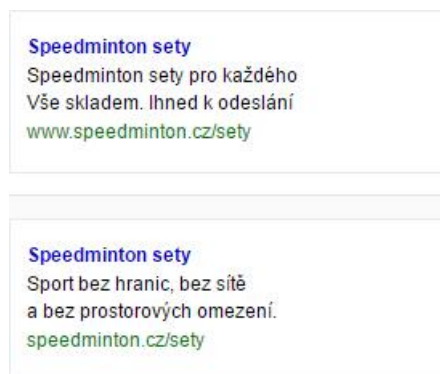 Speedminton sety
Speedminton sety pro každého
Vše skladem. Ihned k odeslání
www.speedminton.cz/sety
Speedminton sety
Sport bez hranic, bez sítě
a bez prostorových omezení.
speedminton.cz/sety